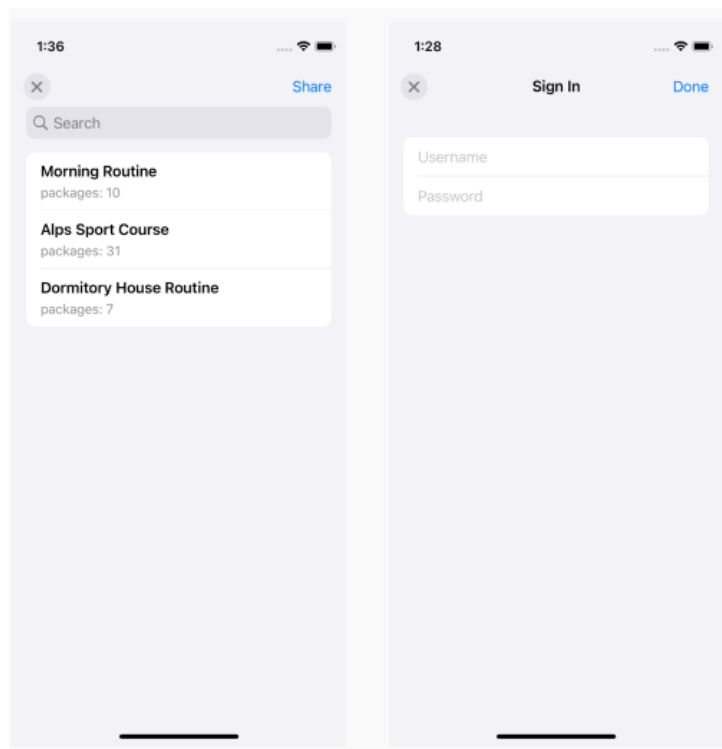 1:36
Share
Search
Morning Routine
packages: 10
Alps Sport Course
packages: 31
Dormitory House Routine
packages: 7
1:28
Sign In
Done
Username
Password